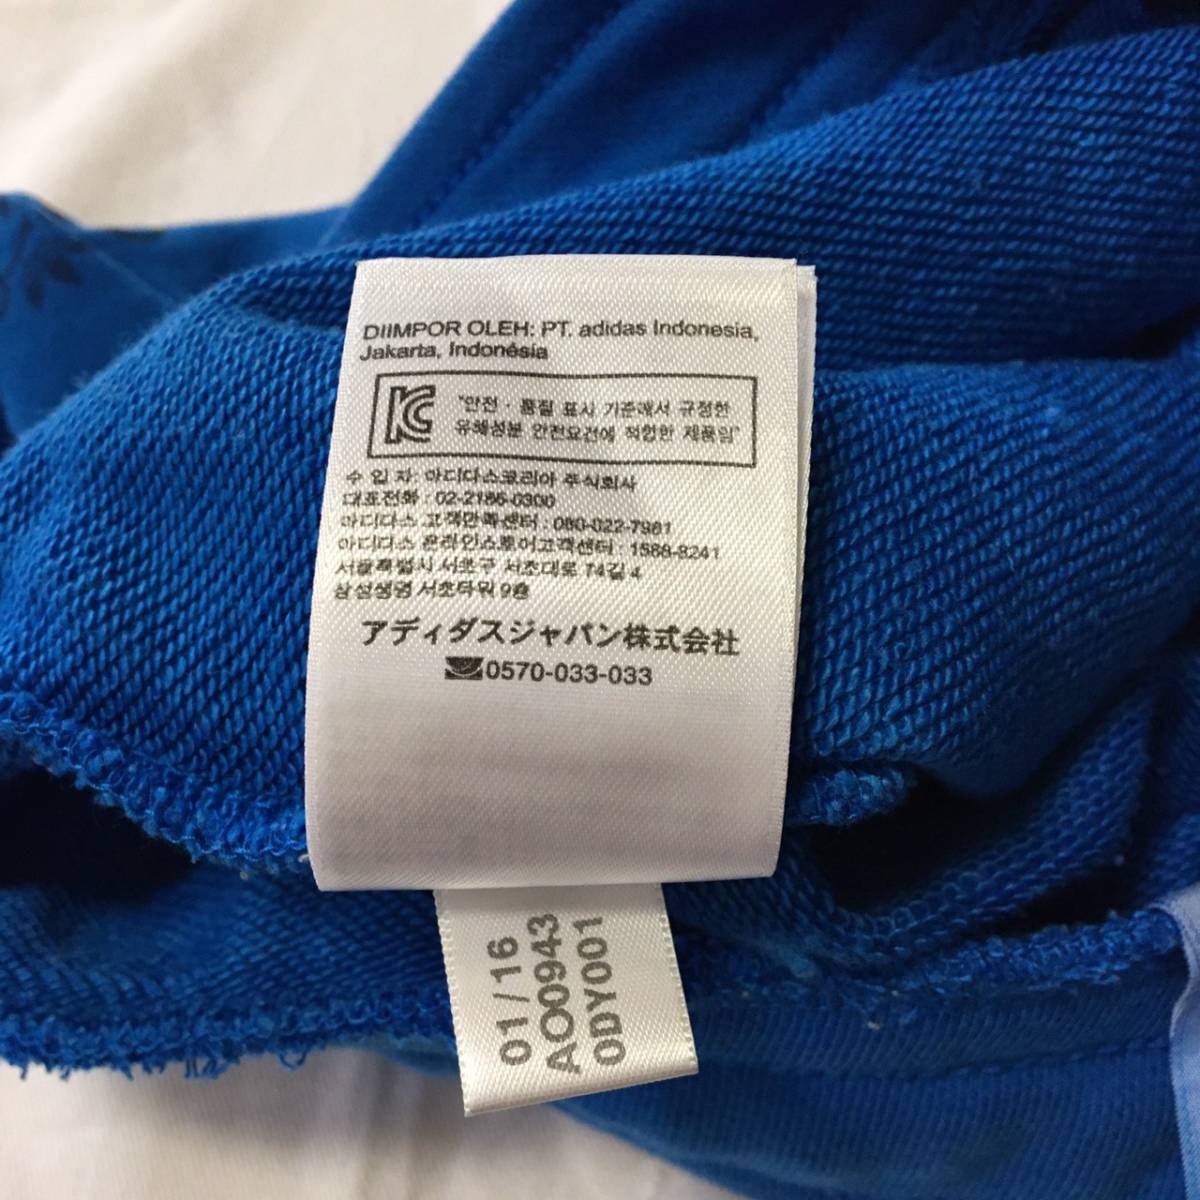 DIIMPOR OLEH: PT. adidas Indonesia,
Jakarta, Indonésia
"안전·품질 표시 기준에서 규정한
유해성분 안전요건에 적합한 제품임"
수 입 자: 아디다스코리아 주식회사
대표전화 : 02-2186-0300
아디다스 고객만족센터 : 080-022-7981
아디다스 온라인스토어고객센터 : 1588-8241
서울특별시 서초구 서초대로 74길 4
삼성생명 서초타워 9층
アディダスジャパン株式会社
0570-033-033
01/16
AO0943
0DY001